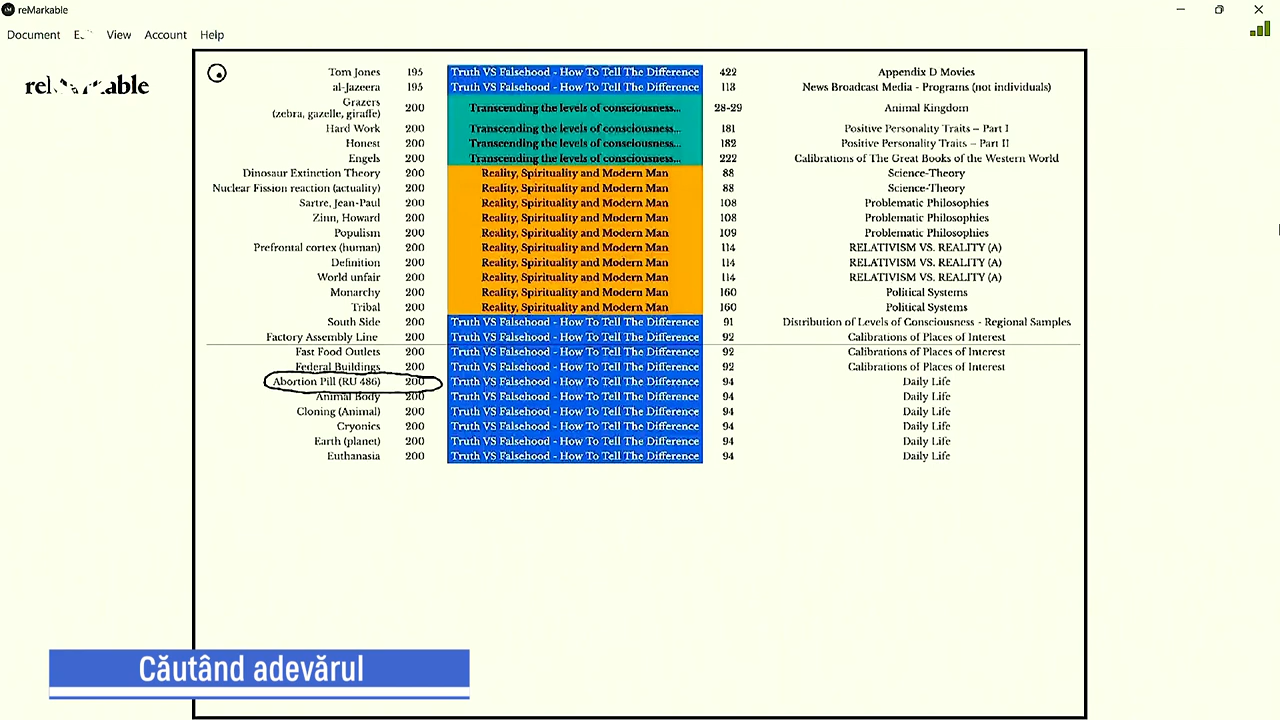 reMarkable
Document View Account Help
reMarkable
Tom Jones 195 Truth VS Falsehood - How To Tell The Difference 422 Appendix D Movies
al-Jazeera 195 Truth VS Falsehood - How To Tell The Difference 113 News Broadcast Media - Programs (not individuals)
Grazers
(zebra, gazelle, giraffe) 200 Transcending the levels of consciousness... 28-29 Animal Kingdom
Hard Work 200 Transcending the levels of consciousness... 181 Positive Personality Traits – Part I
Honest 200 Transcending the levels of consciousness... 182 Positive Personality Traits – Part II
Engels 200 Transcending the levels of consciousness... 222 Calibrations of The Great Books of the Western World
Dinosaur Extinction Theory 200 Reality, Spirituality and Modern Man 88 Science-Theory
Nuclear Fission reaction (actuality) 200 Reality, Spirituality and Modern Man 88 Science-Theory
Sartre, Jean-Paul 200 Reality, Spirituality and Modern Man 108 Problematic Philosophies
Zinn, Howard 200 Reality, Spirituality and Modern Man 108 Problematic Philosophies
Populism 200 Reality, Spirituality and Modern Man 109 Problematic Philosophies
Prefrontal cortex (human) 200 Reality, Spirituality and Modern Man 114 RELATIVISM VS. REALITY (A)
Definition 200 Reality, Spirituality and Modern Man 114 RELATIVISM VS. REALITY (A)
World unfair 200 Reality, Spirituality and Modern Man 114 RELATIVISM VS. REALITY (A)
Monarchy 200 Reality, Spirituality and Modern Man 160 Political Systems
Tribal 200 Reality, Spirituality and Modern Man 160 Political Systems
South Side 200 Truth VS Falsehood - How To Tell The Difference 91 Distribution of Levels of Consciousness - Regional Samples
Factory Assembly Line 200 Truth VS Falsehood - How To Tell The Difference 92 Calibrations of Places of Interest
Fast Food Outlets 200 Truth VS Falsehood - How To Tell The Difference 92 Calibrations of Places of Interest
Federal Buildings 200 Truth VS Falsehood - How To Tell The Difference 92 Calibrations of Places of Interest
Abortion Pill (RU 486) 200 Truth VS Falsehood - How To Tell The Difference 94 Daily Life
Animal Body 200 Truth VS Falsehood - How To Tell The Difference 94 Daily Life
Cloning (Animal) 200 Truth VS Falsehood - How To Tell The Difference 94 Daily Life
Cryonics 200 Truth VS Falsehood - How To Tell The Difference 94 Daily Life
Earth (planet) 200 Truth VS Falsehood - How To Tell The Difference 94 Daily Life
Euthanasia 200 Truth VS Falsehood - How To Tell The Difference 94 Daily Life
Căutând adevărul